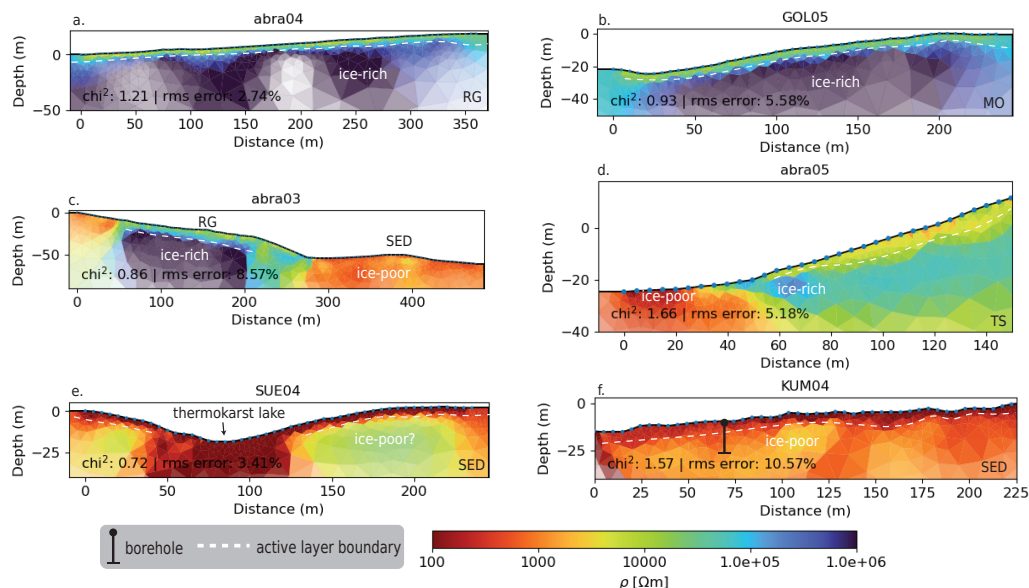 a.
abra04
0
−50
Depth (m)
ice-rich
chi²: 1.21 | rms error: 2.74%
RG
0 50 100 150 200 250 300 350
Distance (m)
b.
GOL05
0
−20
−40
Depth (m)
ice-rich
chi²: 0.93 | rms error: 5.58%
MO
0 50 100 150 200
Distance (m)
c.
abra03
0
−50
Depth (m)
RG
SED
ice-rich
ice-poor
chi²: 0.86 | rms error: 8.57%
0 100 200 300 400
Distance (m)
d.
abra05
0
−20
−40
Depth (m)
ice-poor
ice-rich
chi²: 1.66 | rms error: 5.18%
TS
0 20 40 60 80 100 120 140
Distance (m)
e.
SUE04
0
−25
Depth (m)
thermokarst lake
ice-poor?
chi²: 0.72 | rms error: 3.41%
SED
0 50 100 150 200
Distance (m)
f.
KUM04
0
−25
Depth (m)
ice-poor
chi²: 1.57 | rms error: 10.57%
SED
0 25 50 75 100 125 150 175 200 225
Distance (m)
borehole
active layer boundary
100 1000 10000 1.0e+05 1.0e+06
ρ [Ωm]